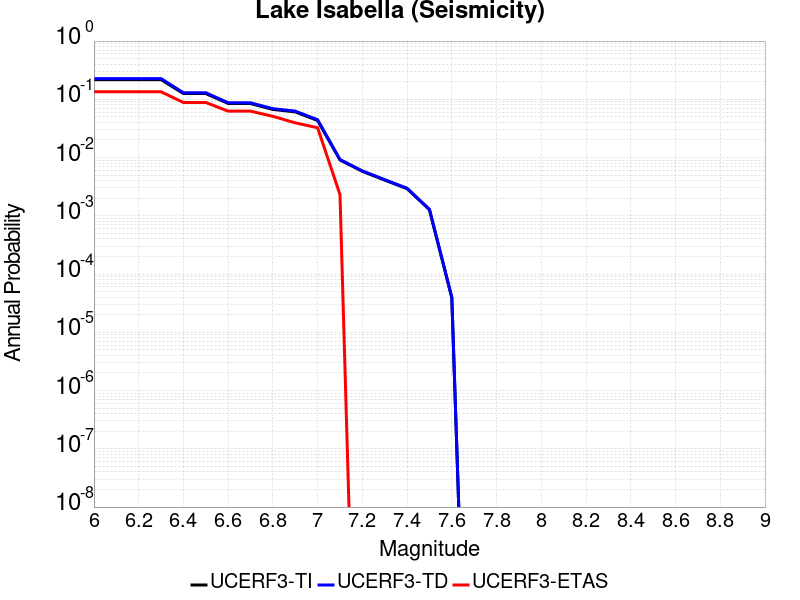 Lake Isabella (Seismicity)
10^0
10^-1
10^-2
10^-3
10^-4
10^-5
10^-6
10^-7
10^-8
Annual Probability
6 6.2 6.4 6.6 6.8 7 7.2 7.4 7.6 7.8 8 8.2 8.4 8.6 8.8 9
Magnitude
UCERF3-TI UCERF3-TD UCERF3-ETAS